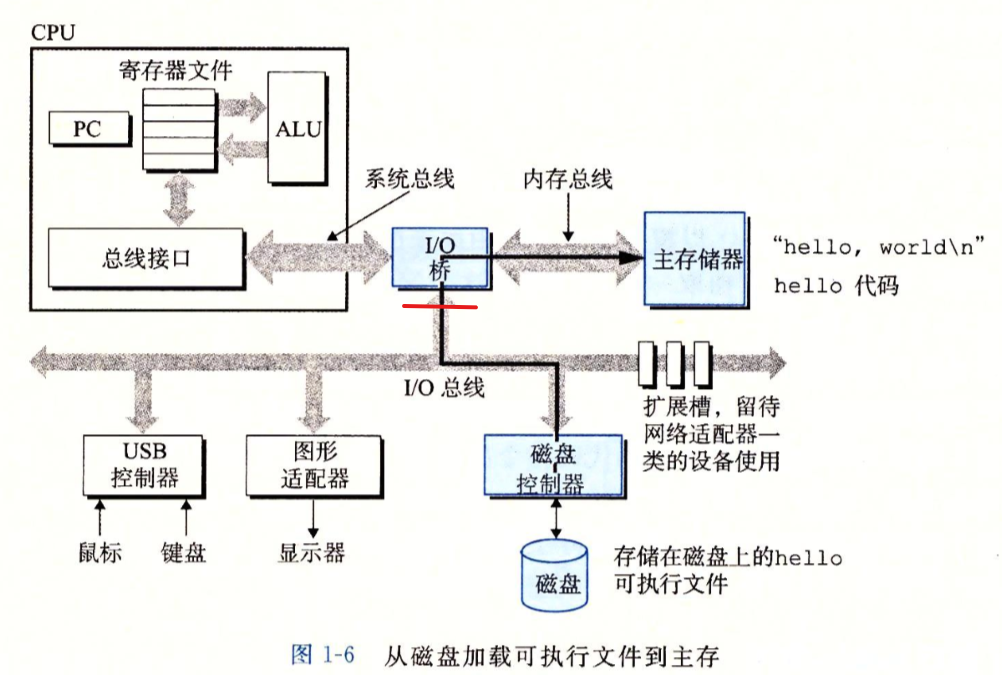 CPU
寄存器文件
PC
ALU
系统总线
内存总线
总线接口
I/O
桥
主存储器
“hello, world\n”
hello 代码
I/O 总线
扩展槽，留待
网络适配器一
类的设备使用
USB
控制器
图形
适配器
磁盘
控制器
鼠标
键盘
显示器
磁盘
存储在磁盘上的hello
可执行文件
图 1-6 从磁盘加载可执行文件到主存